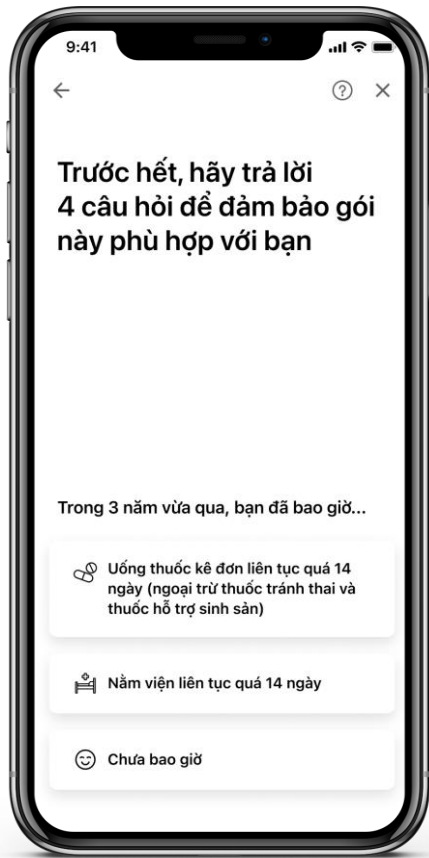 9:41
Trước hết, hãy trả lời
4 câu hỏi để đảm bảo gói
này phù hợp với bạn
Trong 3 năm vừa qua, bạn đã bao giờ...
Uống thuốc kê đơn liên tục quá 14
ngày (ngoại trừ thuốc tránh thai và
thuốc hỗ trợ sinh sản)
Nằm viện liên tục quá 14 ngày
Chưa bao giờ